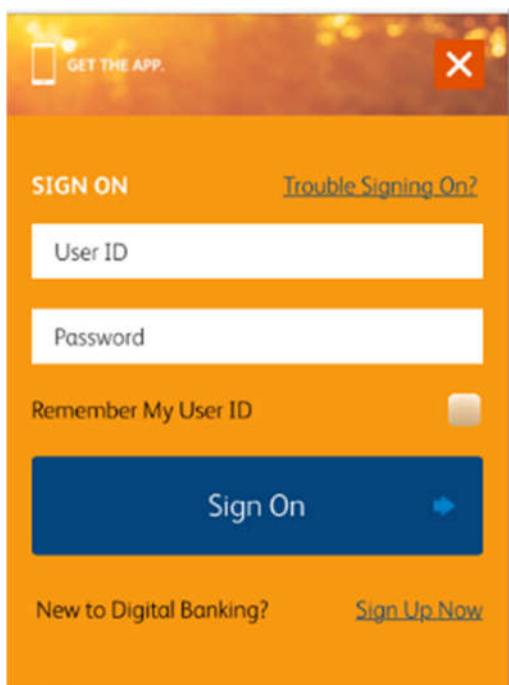 GET THE APP.
SIGN ON Trouble Signing On?
User ID
Password
Remember My User ID
Sign On
New to Digital Banking? Sign Up Now